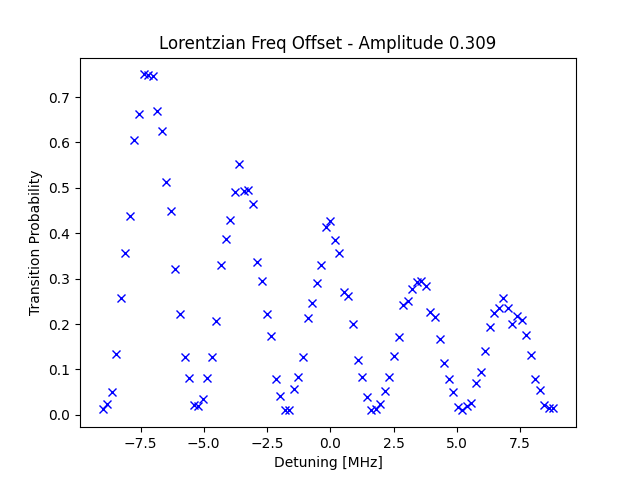 Lorentzian Freq Offset - Amplitude 0.309
Transition Probability
0.7
0.6
0.5
0.4
0.3
0.2
0.1
0.0
−7.5 −5.0 −2.5 0.0 2.5 5.0 7.5
Detuning [MHz]